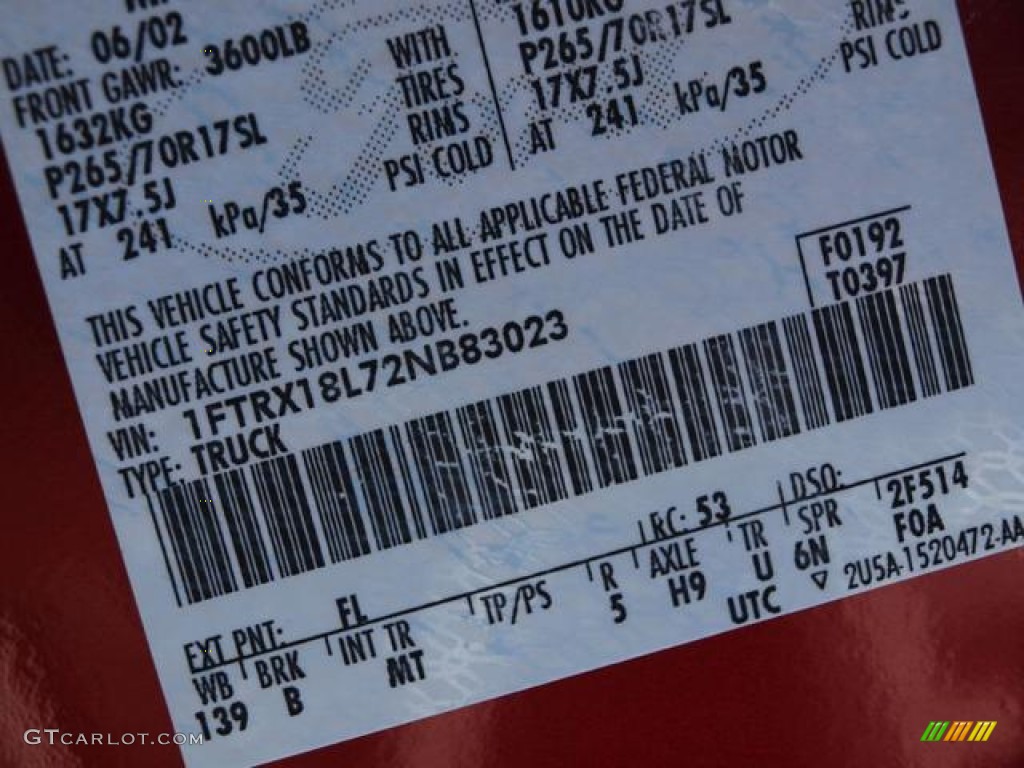 DATE: 06/02
FRONT GAWR: 3600LB
1632KG WITH
P265/70R17SL TIRES
17X7.5J RIMS
AT 241 kPa/35 PSI COLD
1610KG
P265/70R17SL
17X7.5J RIMS
AT 241 kPa/35 PSI COLD
THIS VEHICLE CONFORMS TO ALL APPLICABLE FEDERAL MOTOR
VEHICLE SAFETY STANDARDS IN EFFECT ON THE DATE OF
MANUFACTURE SHOWN ABOVE.
VIN: 1FTRX18L72NB83023
TYPE: TRUCK
F0192
T0397
EXT PNT: FL RC: 53 DSO:
WB BRK INT TR TP/PS R AXLE TR SPR 2F514
139 B MT 5 H9 U 6N F0A
UTC ▽ 2U5A-1520472-AA
GTCARLOT.COM